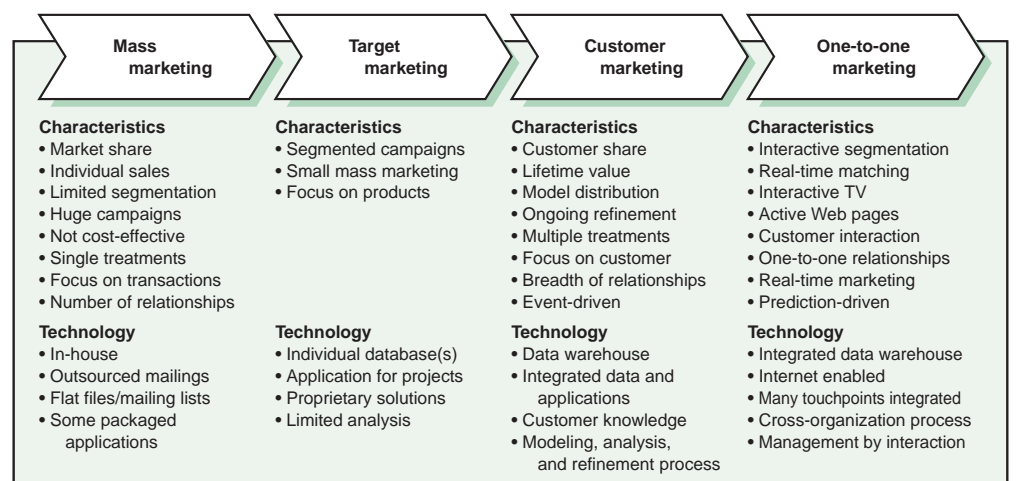 Mass
marketing
Characteristics
• Market share
• Individual sales
• Limited segmentation
• Huge campaigns
• Not cost-effective
• Single treatments
• Focus on transactions
• Number of relationships
Technology
• In-house
• Outsourced mailings
• Flat files/mailing lists
• Some packaged
applications
Target
marketing
Characteristics
• Segmented campaigns
• Small mass marketing
• Focus on products
Technology
• Individual database(s)
• Application for projects
• Proprietary solutions
• Limited analysis
Customer
marketing
Characteristics
• Customer share
• Lifetime value
• Model distribution
• Ongoing refinement
• Multiple treatments
• Focus on customer
• Breadth of relationships
• Event-driven
Technology
• Data warehouse
• Integrated data and
applications
• Customer knowledge
• Modeling, analysis,
and refinement process
One-to-one
marketing
Characteristics
• Interactive segmentation
• Real-time matching
• Interactive TV
• Active Web pages
• Customer interaction
• One-to-one relationships
• Real-time marketing
• Prediction-driven
Technology
• Integrated data warehouse
• Internet enabled
• Many touchpoints integrated
• Cross-organization process
• Management by interaction